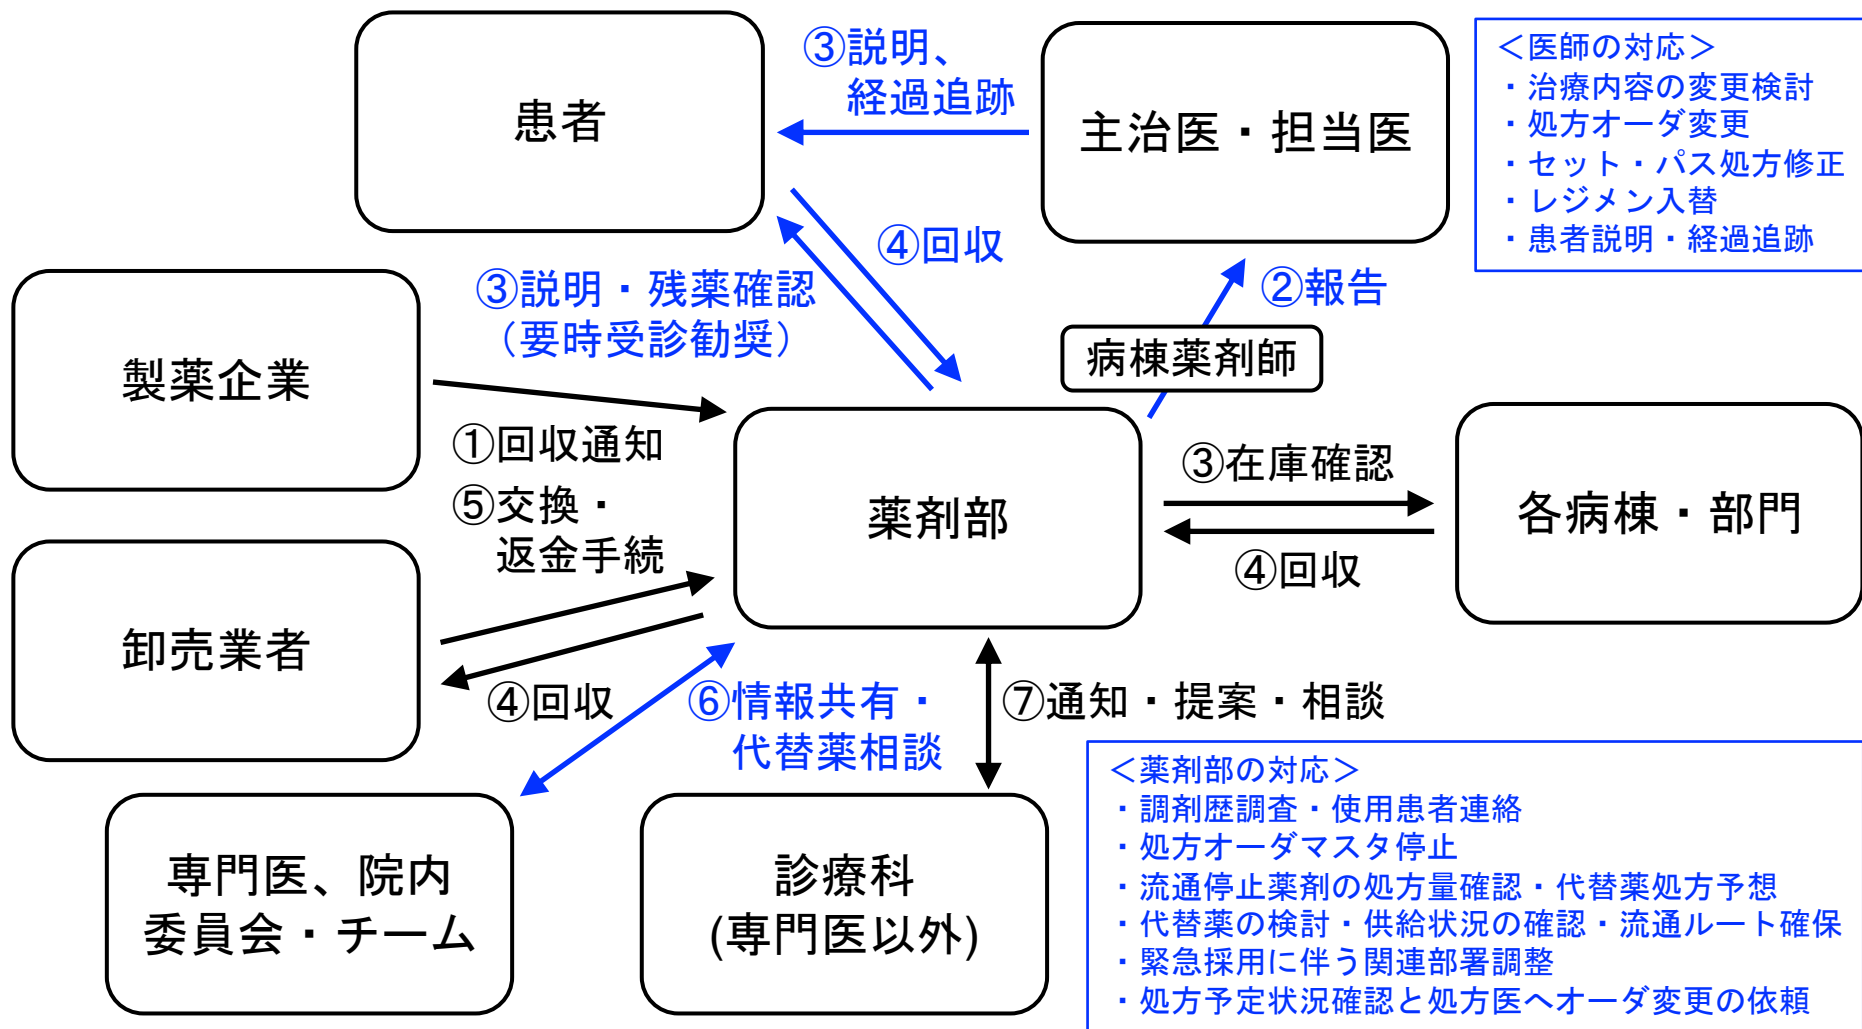 患者
③説明、
経過追跡
主治医・担当医
＜医師の対応＞
・治療内容の変更検討
・処方オーダ変更
・セット・パス処方修正
・レジメン入替
・患者説明・経過追跡
④回収
③説明・残薬確認
（要時受診勧奨）
②報告
病棟薬剤師
製薬企業
①回収通知
⑤交換・
返金手続
薬剤部
③在庫確認
④回収
各病棟・部門
卸売業者
④回収
⑥情報共有・
代替薬相談
⑦通知・提案・相談
専門医、院内
委員会・チーム
診療科
(専門医以外)
＜薬剤部の対応＞
・調剤歴調査・使用患者連絡
・処方オーダマスタ停止
・流通停止薬剤の処方量確認・代替薬処方予想
・代替薬の検討・供給状況の確認・流通ルート確保
・緊急採用に伴う関連部署調整
・処方予定状況確認と処方医へオーダ変更の依頼